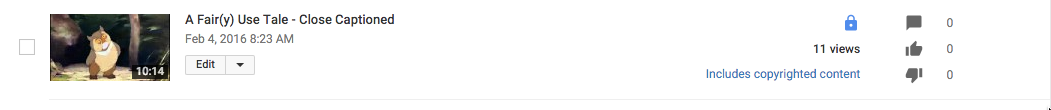 A Fair(y) Use Tale - Close Captioned
Feb 4, 2016 8:23 AM
10:14
Edit
11 views
Includes copyrighted content
0
0
0